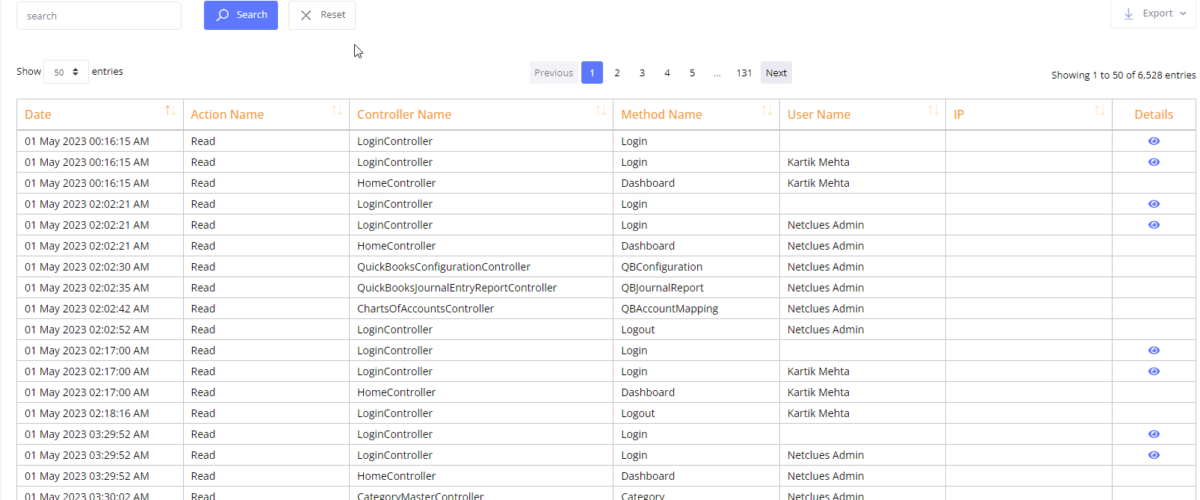 search Search Reset Export
Show 50 entries Previous 1 2 3 4 5 ... 131 Next Showing 1 to 50 of 6,528 entries
Date Action Name Controller Name Method Name User Name IP Details
01 May 2023 00:16:15 AM Read LoginController Login
01 May 2023 00:16:15 AM Read LoginController Login Kartik Mehta
01 May 2023 00:16:15 AM Read HomeController Dashboard Kartik Mehta
01 May 2023 02:02:21 AM Read LoginController Login
01 May 2023 02:02:21 AM Read LoginController Login Netclues Admin
01 May 2023 02:02:21 AM Read HomeController Dashboard Netclues Admin
01 May 2023 02:02:30 AM Read QuickBooksConfigurationController QBConfiguration Netclues Admin
01 May 2023 02:02:35 AM Read QuickBooksJournalEntryReportController QBJournalReport Netclues Admin
01 May 2023 02:02:42 AM Read ChartsOfAccountsController QBAccountMapping Netclues Admin
01 May 2023 02:02:52 AM Read LoginController Logout Netclues Admin
01 May 2023 02:17:00 AM Read LoginController Login
01 May 2023 02:17:00 AM Read LoginController Login Kartik Mehta
01 May 2023 02:17:00 AM Read HomeController Dashboard Kartik Mehta
01 May 2023 02:18:16 AM Read LoginController Logout Kartik Mehta
01 May 2023 03:29:52 AM Read LoginController Login
01 May 2023 03:29:52 AM Read LoginController Login Netclues Admin
01 May 2023 03:29:52 AM Read HomeController Dashboard Netclues Admin
01 May 2023 03:30:02 AM Read CategoryMasterController Category Netclues Admin